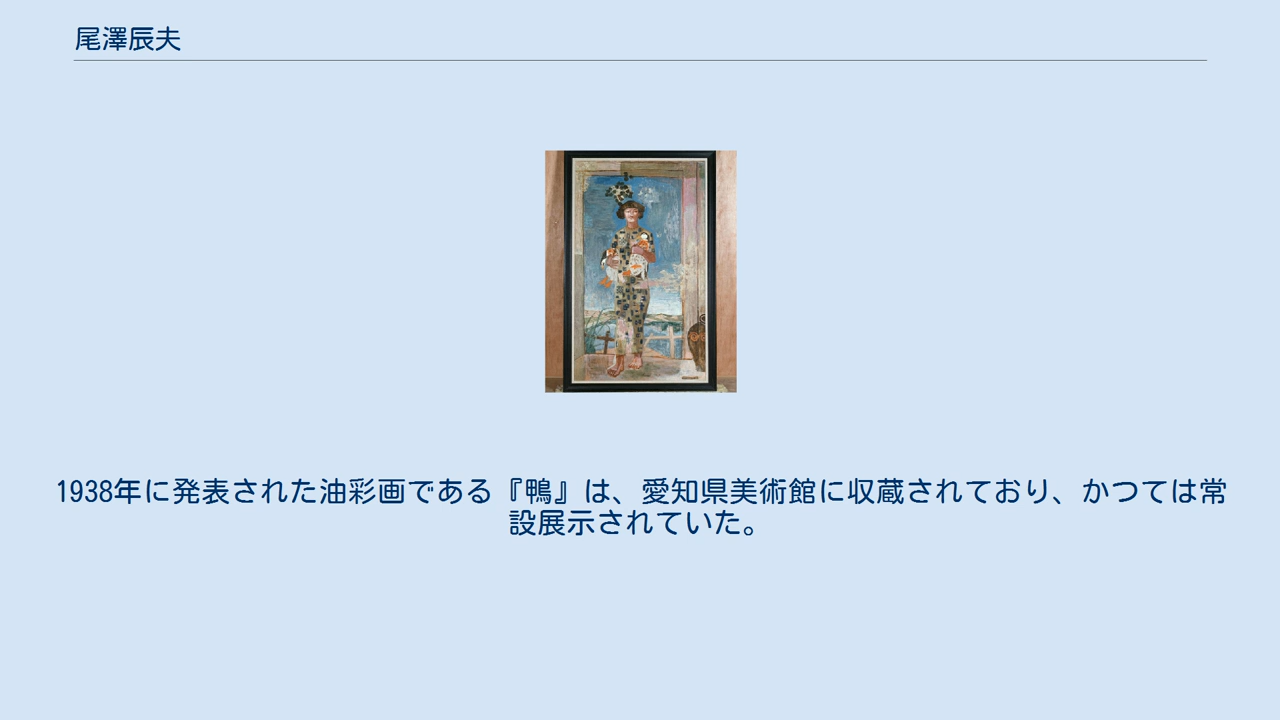 尾澤辰夫
1938年に発表された油彩画である『鴨』は、愛知県美術館に収蔵されており、かつては常
設展示されていた。